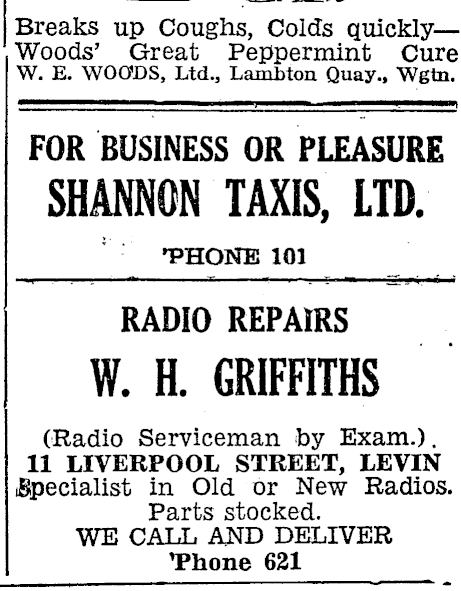 Breaks up Coughs, Colds quickly—
Woods' Great Peppermint Cure
W. E. WOODS, Ltd., Lambton Quay., Wgtn.
FOR BUSINESS OR PLEASURE
SHANNON TAXIS, LTD.
'PHONE 101
RADIO REPAIRS
W. H. GRIFFITHS
(Radio Serviceman by Exam.).
11 LIVERPOOL STREET, LEVIN
Specialist in Old or New Radios.
Parts stocked.
WE CALL AND DELIVER
'Phone 621